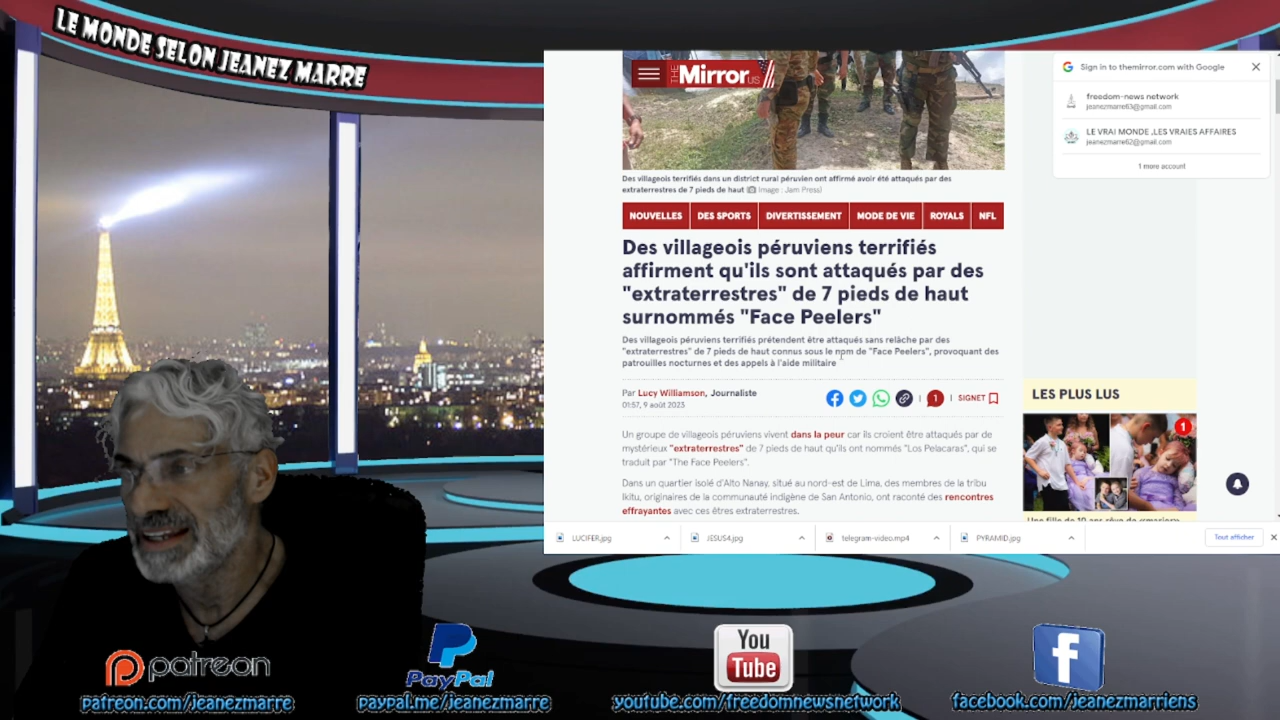 LE MONDE SELON JEANEZ MARRE
THE Mirror US
Sign in to themirror.com with Google
freedom-news network
jeanezmarre63@gmail.com
LE VRAI MONDE ,LES VRAIES AFFAIRES
jeanezmarre62@gmail.com
1 more account
Des villageois terrifiés dans un district rural péruvien ont affirmé avoir été attaqués par des
extraterrestres de 7 pieds de haut (Image : Jam Press)
NOUVELLES DES SPORTS DIVERTISSEMENT MODE DE VIE ROYALS NFL
Des villageois péruviens terrifiés
affirment qu'ils sont attaqués par des
"extraterrestres" de 7 pieds de haut
surnommés "Face Peelers"
Des villageois péruviens terrifiés prétendent être attaqués sans relâche par des
"extraterrestres" de 7 pieds de haut connus sous le nom de "Face Peelers", provoquant des
patrouilles nocturnes et des appels à l'aide militaire
Par Lucy Williamson, Journaliste
01:57, 9 août 2023
1 SIGNET
Un groupe de villageois péruviens vivent dans la peur car ils croient être attaqués par de
mystérieux "extraterrestres" de 7 pieds de haut qu'ils ont nommés "Los Pelacaras", qui se
traduit par "The Face Peelers".
Dans un quartier isolé d'Alto Nanay, situé au nord-est de Lima, des membres de la tribu
Ikitu, originaires de la communauté indigène de San Antonio, ont raconté des rencontres
effrayantes avec ces êtres extraterrestres.
LES PLUS LUS
1
Une fille de 10 ans rêve de «marier»
LUCIFER.jpg JESUS4.jpg telegram-video.mp4 PYRAMID.jpg Tout afficher
patreon
PayPal
You
Tube
f
patreon.com/jeanezmarre
paypal.me/jeanezmarre
youtube.com/freedomnewsnetwork
facebook.com/jeanezmarriens